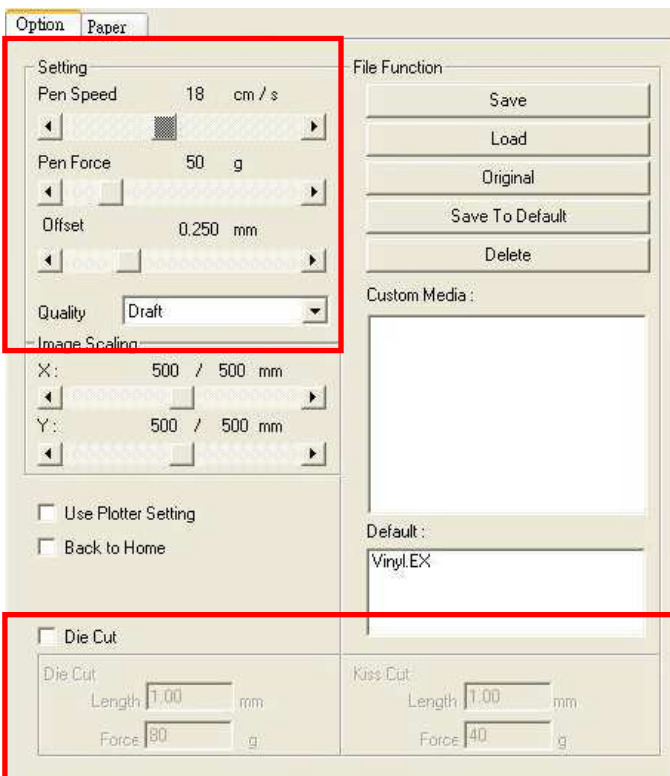 Option Paper
Setting
Pen Speed 18 cm / s
Pen Force 50 g
Offset 0.250 mm
Quality Draft
Image Scaling
X : 500 / 500 mm
Y : 500 / 500 mm
Use Plotter Setting
Back to Home
File Function
Save
Load
Original
Save To Default
Delete
Custom Media :
Default :
Vinyl.EX
Die Cut
Die Cut
Length 1.00 mm
Force 80 g
Kiss Cut
Length 1.00 mm
Force 40 g